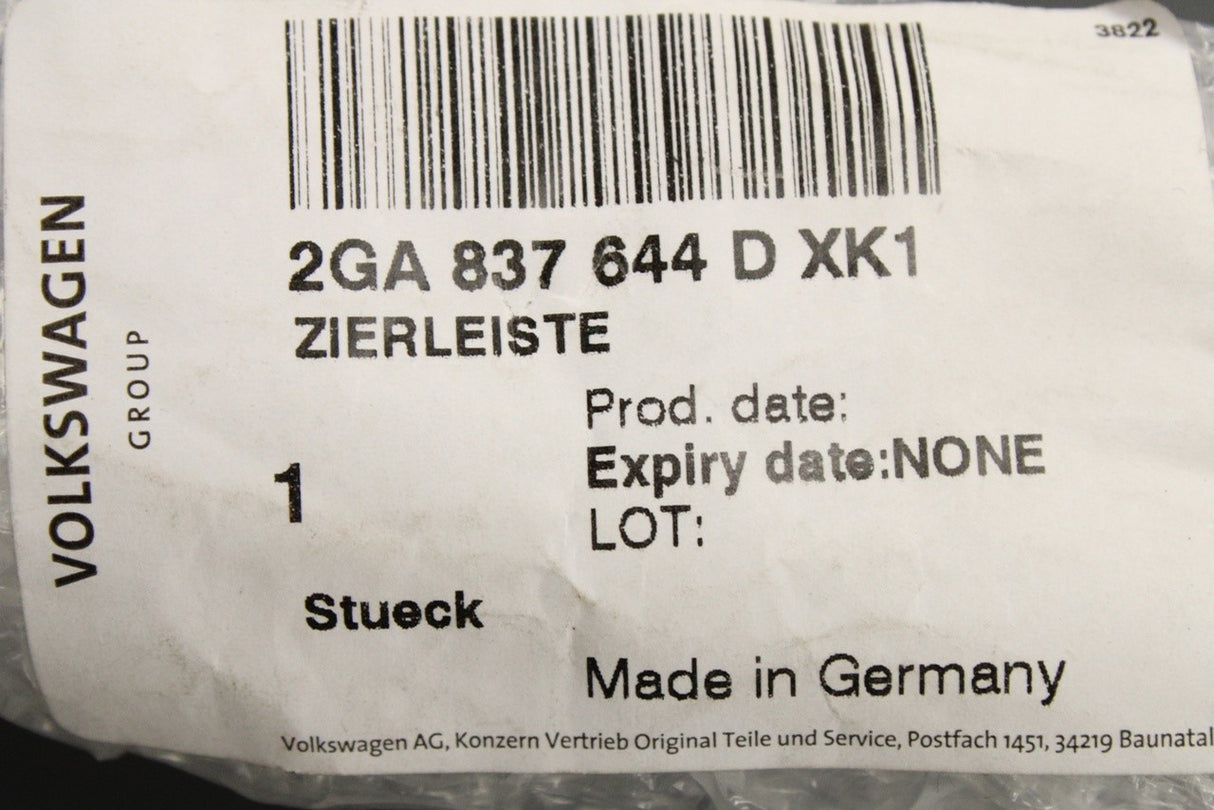 3822
VOLKSWAGEN
GROUP
2GA 837 644 D XK1
ZIERLEISTE
Prod. date:
Expiry date:NONE
1
LOT:
Stueck
Made in Germany
Volkswagen AG, Konzern Vertrieb Original Teile und Service, Postfach 1451, 34219 Baunatal